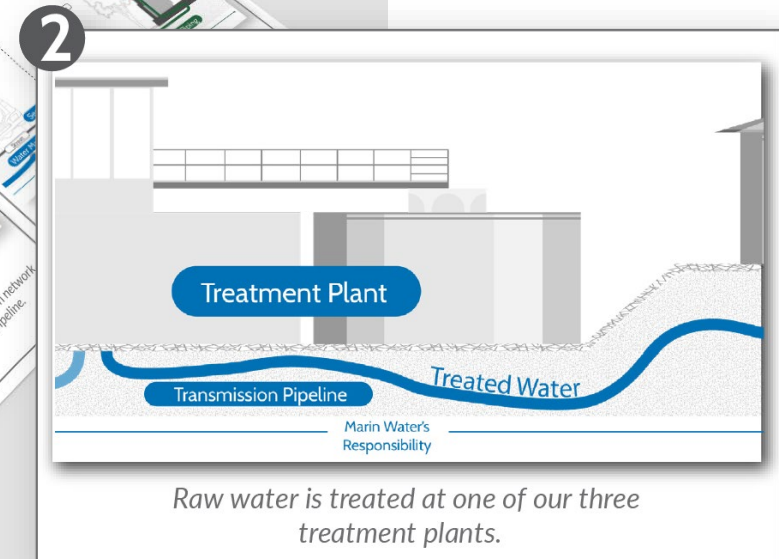 2
Treatment Plant
Treated Water
Transmission Pipeline
Marin Water's
Responsibility
Raw water is treated at one of our three
treatment plants.
network